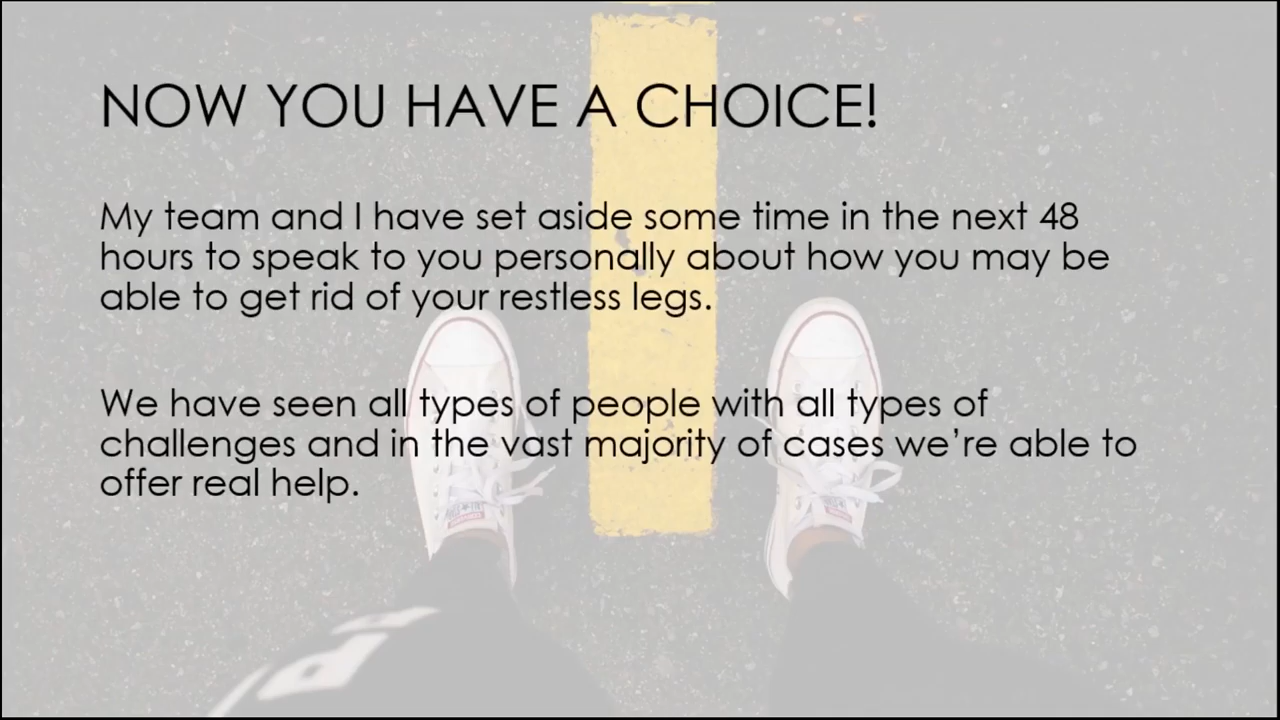 NOW YOU HAVE A CHOICE!
My team and I have set aside some time in the next 48
hours to speak to you personally about how you may be
able to get rid of your restless legs.
We have seen all types of people with all types of
challenges and in the vast majority of cases we're able to
offer real help.